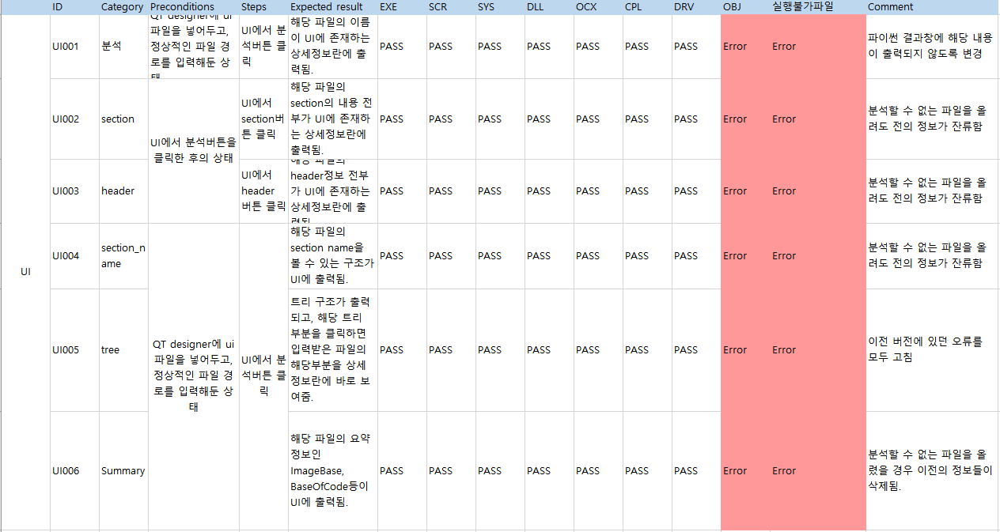 ID Category Preconditions Steps Expected result EXE SCR SYS DLL OCX CPL DRV OBJ 실행불가파일 Comment
UI
UI001
분석
QT designer에 ui
파일을 넣어두고,
정상적인 파일 경
로를 입력해둔 상
태
UI에서 분
석버튼 클
릭
해당 파일의 이름
이 UI에 존재하는
상세정보란에 출
력됨.
PASS PASS PASS PASS PASS PASS PASS Error Error
파이썬 결과창에 해당 내용
이 출력되지 않도록 변경
UI002
section
UI에서 분석버튼을
클릭한 후의 상태
UI에서
section버
튼 클릭
해당 파일의
section의 내용 전
부가 UI에 존재하
는 상세정보란에
출력됨.
PASS PASS PASS PASS PASS PASS PASS Error Error
분석할 수 없는 파일을 올
려도 전의 정보가 잔류함
UI003
header
UI에서
header
버튼 클릭
해당 파일의
header정보 전부
가 UI에 존재하는
상세정보란에 출
력됨
PASS PASS PASS PASS PASS PASS PASS Error Error
분석할 수 없는 파일을 올
려도 전의 정보가 잔류함
UI004
section_n
ame
QT designer에 ui
파일을 넣어두고,
정상적인 파일 경
로를 입력해둔 상
태
UI에서 분
석버튼 클
릭
해당 파일의
section name을
볼 수 있는 구조가
UI에 출력됨.
PASS PASS PASS PASS PASS PASS PASS Error Error
분석할 수 없는 파일을 올
려도 전의 정보가 잔류함
UI005
tree
트리 구조가 출력
되고, 해당 트리
부분을 클릭하면
입력받은 파일의
해당부분을 상세
정보란에 바로 보
여줌.
PASS PASS PASS PASS PASS PASS PASS Error Error
이전 버전에 있던 오류를
모두 고침
UI006
Summary
해당 파일의 요약
정보인
ImageBase,
BaseOfCode등이
UI에 출력됨.
PASS PASS PASS PASS PASS PASS PASS Error Error
분석할 수 없는 파일을 올
렸을 경우 이전의 정보들이
삭제됨.